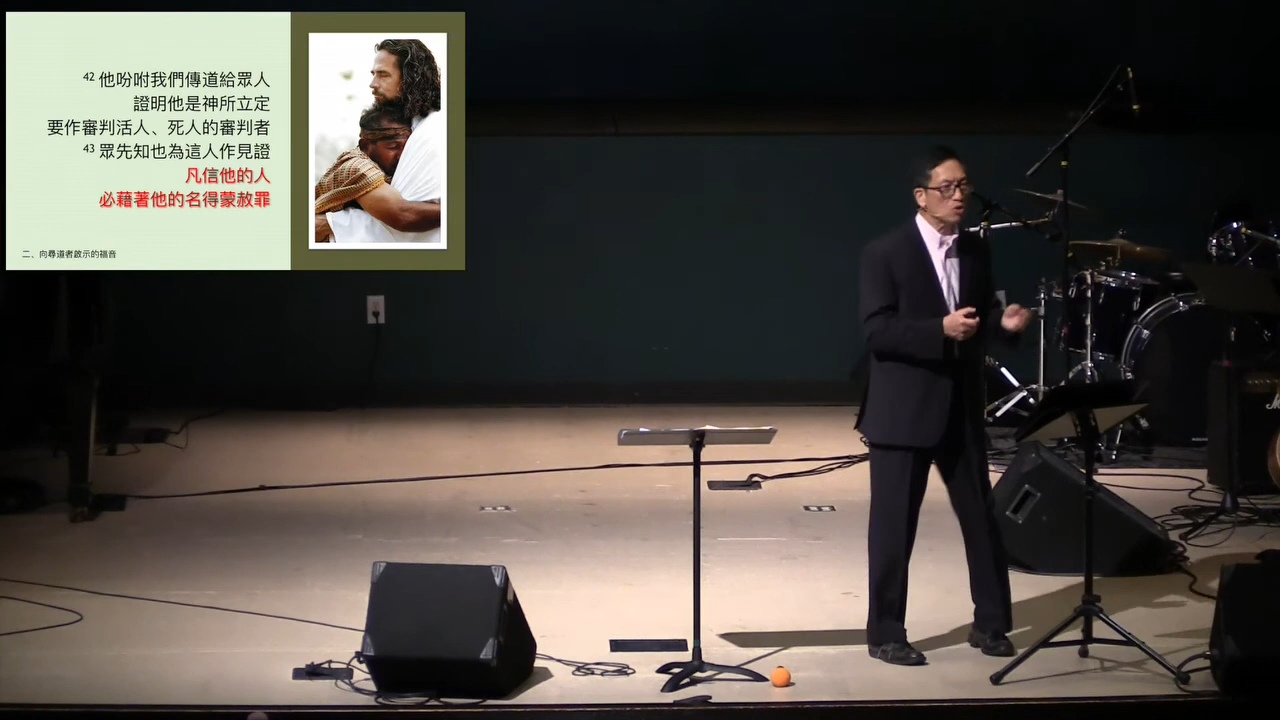 42 他吩咐我們傳道給眾人
證明他是神所立定
要作審判活人、死人的審判者
43 眾先知也為這人作見證
凡信他的人
必藉著他的名得蒙赦罪
二、向尋道者啟示的福音